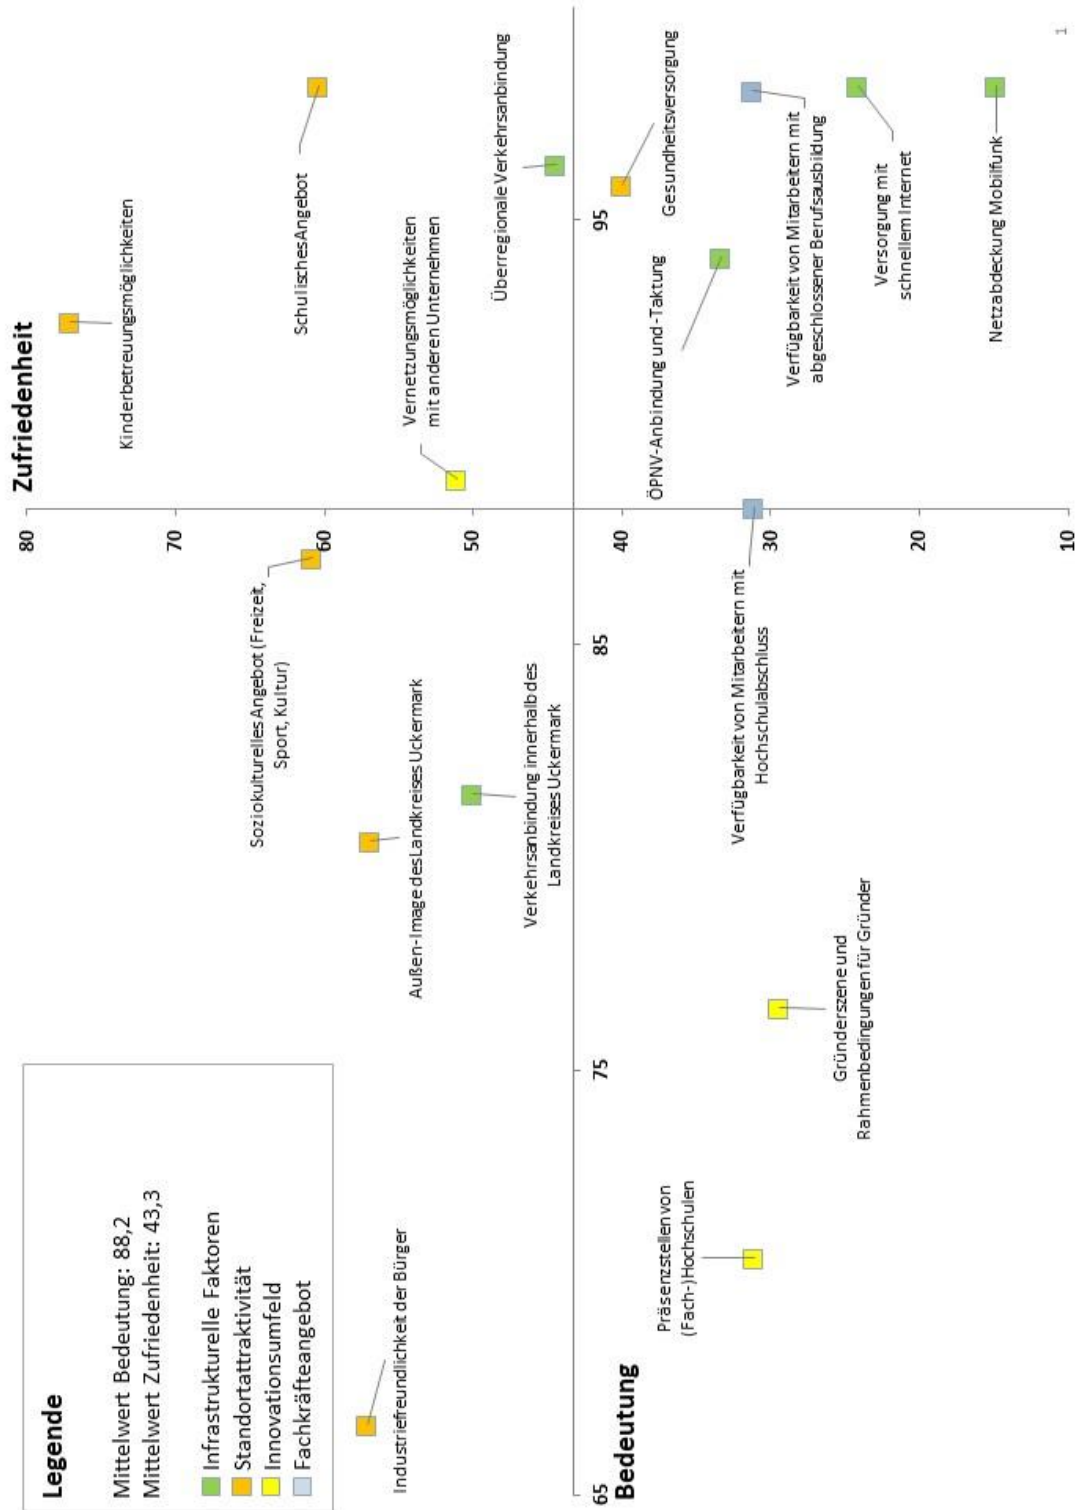 Legende
Mittelwert Bedeutung: 88,2
Mittelwert Zufriedenheit: 43,3
Infrastrukturelle Faktoren
Standortattraktivität
Innovationsumfeld
Fachkräfteangebot
Zufriedenheit
80
70
60
50
40
30
20
10
Kinderbetreuungsmöglichkeiten
Schulisches Angebot
Soziokulturelles Angebot (Freizeit,
Sport, Kultur)
Vernetzungsmöglichkeiten
mit anderen Unternehmen
Außen-Image des Landkreises Uckermark
Industriefreundlichkeit der Bürger
Überregionale Verkehrsanbindung
Verkehrsanbindung innerhalb des
Landkreises Uckermark
65
75
85
95
Bedeutung
Gesundheitsversorgung
ÖPNV-Anbindung und -Taktung
Präsenzstellen von
(Fach-)Hochschulen
Verfügbarkeit von Mitarbeitern mit
Hochschulabschluss
Verfügbarkeit von Mitarbeitern mit
abgeschlossener Berufsausbildung
Gründerszene und
Rahmenbedingungen für Gründer
Versorgung mit
schnellem Internet
Netzabdeckung Mobilfunk
1